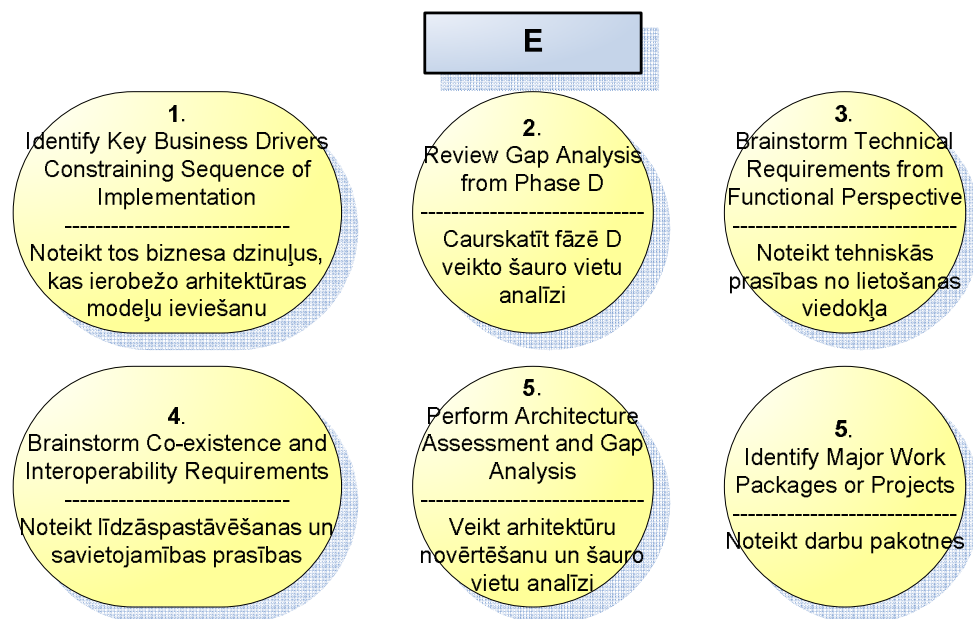 E
1.
Identify Key Business Drivers
Constraining Sequence of
Implementation
-----------------------------
Noteikt tos biznesa dzinuļus,
kas ierobežo arhitektūras
modeļu ieviešanu
2.
Review Gap Analysis
from Phase D
-----------------------------
Caurskatīt fāzē D
veikto šauro vietu
analīzi
3.
Brainstorm Technical
Requirements from
Functional Perspective
-----------------------------
Noteikt tehniskās
prasības no lietošanas
viedokļa
4.
Brainstorm Co-existence and
Interoperability Requirements
-----------------------------
Noteikt līdzāspastāvēšanas un
savietojamības prasības
5.
Perform Architecture
Assessment and Gap
Analysis
-----------------------------
Veikt arhitektūru
novērtēšanu un šauro
vietu analīzi
5.
Identify Major Work
Packages or Projects
-----------------------------
Noteikt darbu pakotnes